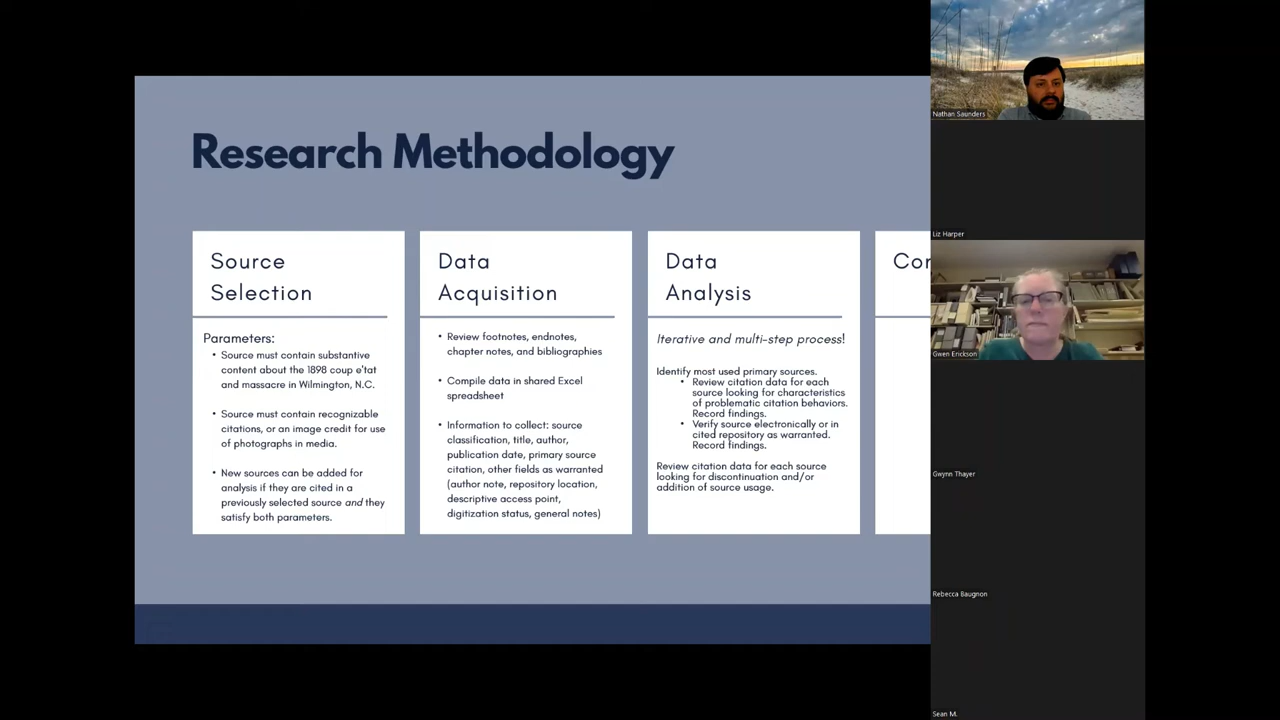 Research Methodology
Source
Selection
Parameters:
• Source must contain substantive
content about the 1898 coup e'tat
and massacre in Wilmington, N.C.
• Source must contain recognizable
citations, or an image credit for use
of photographs in media.
• New sources can be added for
analysis if they are cited in a
previously selected source and they
satisfy both parameters.
Data
Acquisition
• Review footnotes, endnotes,
chapter notes, and bibliographies
• Compile data in shared Excel
spreadsheet
• Information to collect: source
classification, title, author,
publication date, primary source
citation, other fields as warranted
(author note, repository location,
descriptive access point,
digitization status, general notes)
Data
Analysis
Iterative and multi-step process!
Identify most used primary sources.
• Review citation data for each
source looking for characteristics
of problematic citation behaviors.
Record findings.
• Verify source electronically or in
cited repository as warranted.
Record findings.
Review citation data for each source
looking for discontinuation and/or
addition of source usage.
Nathan Saunders
Liz Harper
Gwen Erickson
Gwynn Thayer
Rebecca Baugnon
Sean M.